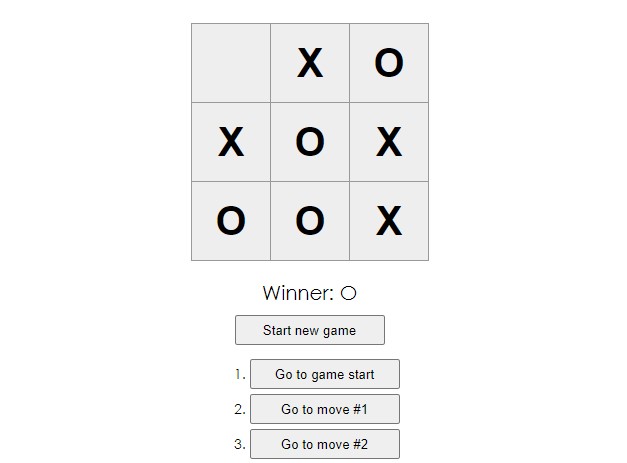 X O
X O X
O O X
Winner: O
Start new game
1. Go to game start
2. Go to move #1
3. Go to move #2